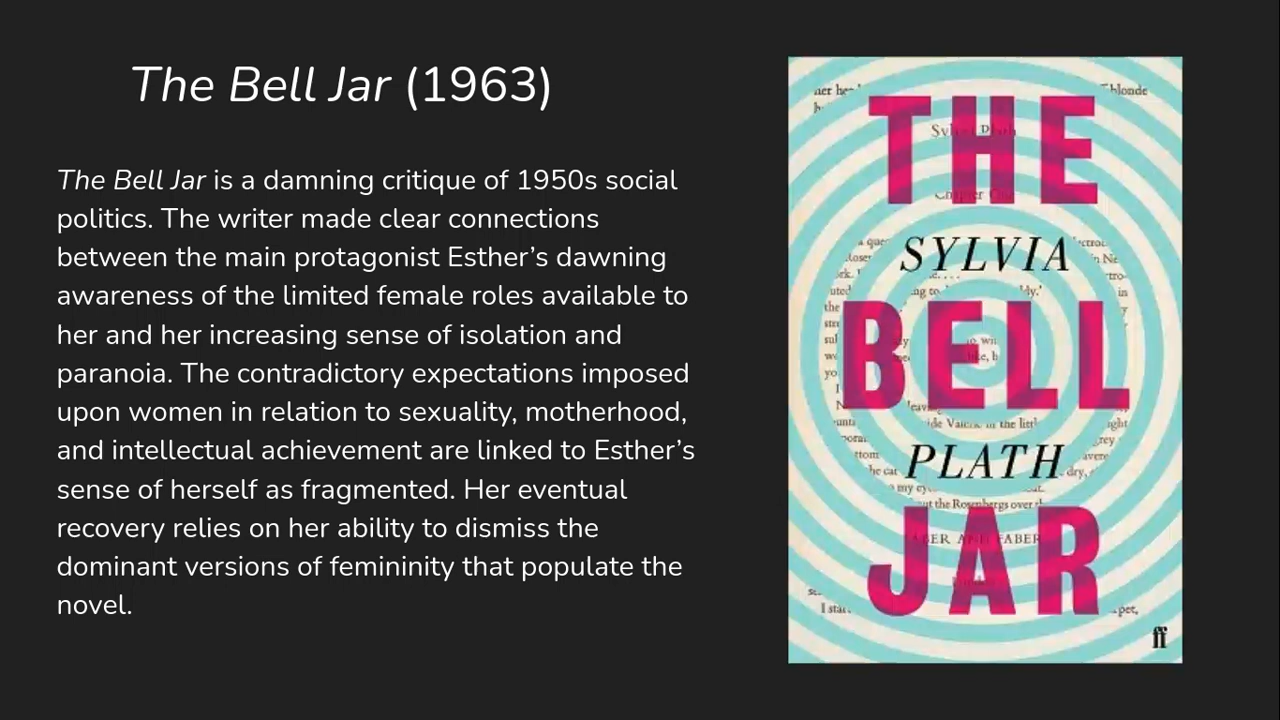 The Bell Jar (1963)
The Bell Jar is a damning critique of 1950s social
politics. The writer made clear connections
between the main protagonist Esther’s dawning
awareness of the limited female roles available to
her and her increasing sense of isolation and
paranoia. The contradictory expectations imposed
upon women in relation to sexuality, motherhood,
and intellectual achievement are linked to Esther’s
sense of herself as fragmented. Her eventual
recovery relies on her ability to dismiss the
dominant versions of femininity that populate the
novel.
THE
SYLVIA
BELL
PLATH
JAR
ff